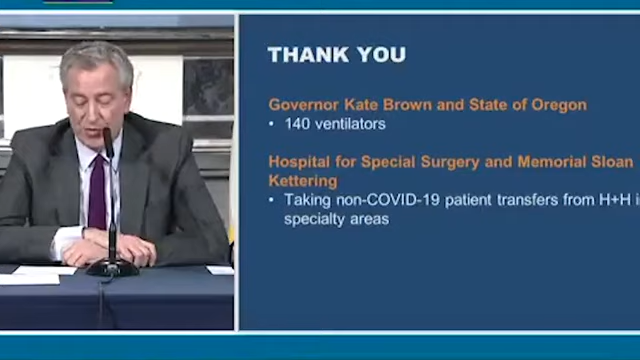 THANK YOU
Governor Kate Brown and State of Oregon
• 140 ventilators
Hospital for Special Surgery and Memorial Sloan
Kettering
• Taking non-COVID-19 patient transfers from H+H
specialty areas